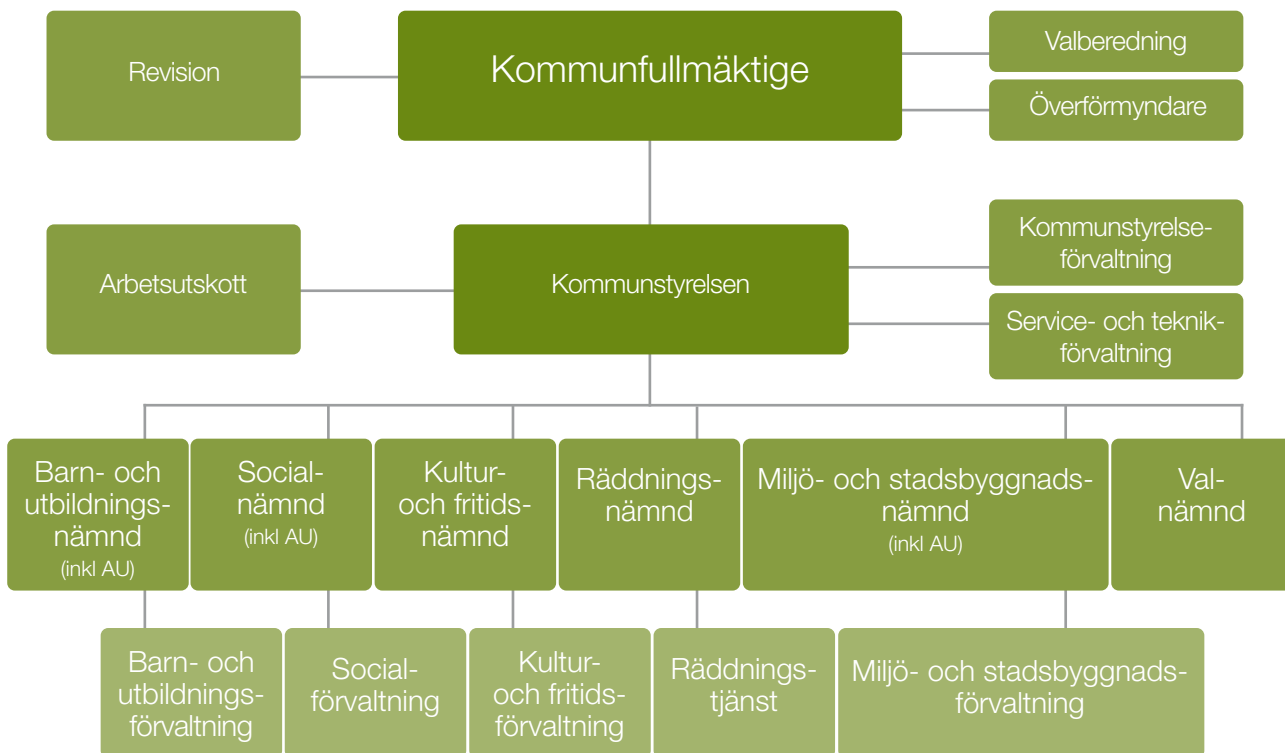 Revision
Kommunfullmäktige
Valberedning
Överförmyndare
Arbetsutskott
Kommunstyrelsen
Kommunstyrelse-
förvaltning
Service- och teknik-
förvaltning
Barn- och
utbildnings-
nämnd
(inkl AU)
Social-
nämnd
(inkl AU)
Kultur-
och fritids-
nämnd
Räddnings-
nämnd
Miljö- och stadsbyggnads-
nämnd
(inkl AU)
Val-
nämnd
Barn- och
utbildnings-
förvaltning
Social-
förvaltning
Kultur-
och fritids-
förvaltning
Räddnings-
tjänst
Miljö- och stadsbyggnads-
förvaltning